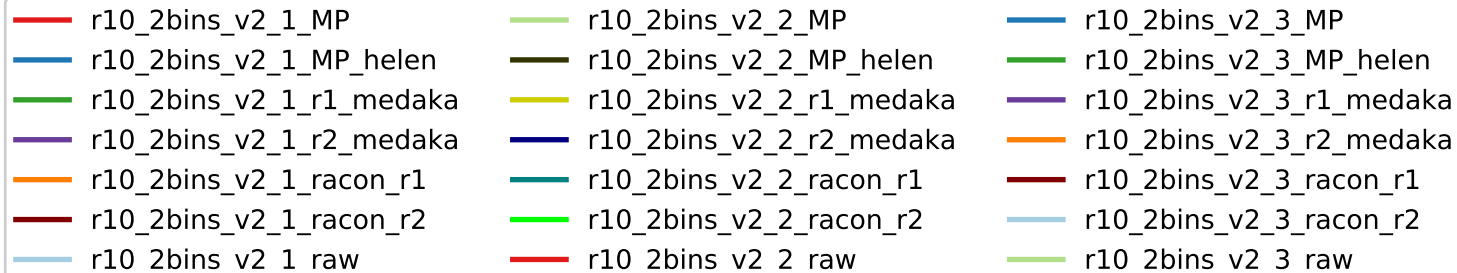 r10_2bins_v2_1_MP r10_2bins_v2_2_MP r10_2bins_v2_3_MP
r10_2bins_v2_1_MP_helen r10_2bins_v2_2_MP_helen r10_2bins_v2_3_MP_helen
r10_2bins_v2_1_r1_medaka r10_2bins_v2_2_r1_medaka r10_2bins_v2_3_r1_medaka
r10_2bins_v2_1_r2_medaka r10_2bins_v2_2_r2_medaka r10_2bins_v2_3_r2_medaka
r10_2bins_v2_1_racon_r1 r10_2bins_v2_2_racon_r1 r10_2bins_v2_3_racon_r1
r10_2bins_v2_1_racon_r2 r10_2bins_v2_2_racon_r2 r10_2bins_v2_3_racon_r2
r10_2bins_v2_1_raw r10_2bins_v2_2_raw r10_2bins_v2_3_raw